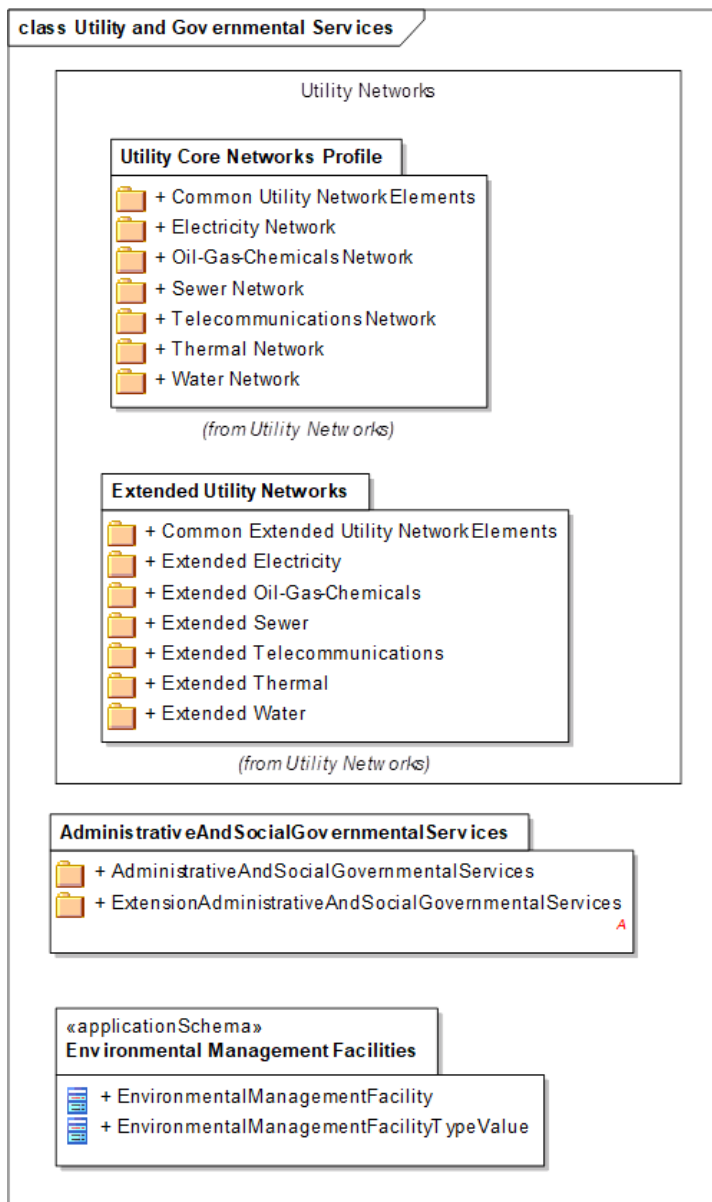 class Utility and Governmental Services
Utility Networks
Utility Core Networks Profile
+ Common Utility Network Elements
+ Electricity Network
+ Oil-Gas-Chemicals Network
+ Sewer Network
+ Telecommunications Network
+ Thermal Network
+ Water Network
(from Utility Networks)
Extended Utility Networks
+ Common Extended Utility Network Elements
+ Extended Electricity
+ Extended Oil-Gas-Chemicals
+ Extended Sewer
+ Extended Telecommunications
+ Extended Thermal
+ Extended Water
(from Utility Networks)
AdministrativeAndSocialGovernmentalServices
+ AdministrativeAndSocialGovernmentalServices
+ ExtensionAdministrativeAndSocialGovernmentalServices
A
«applicationSchema»
Environmental Management Facilities
+ EnvironmentalManagementFacility
+ EnvironmentalManagementFacilityTypeValue